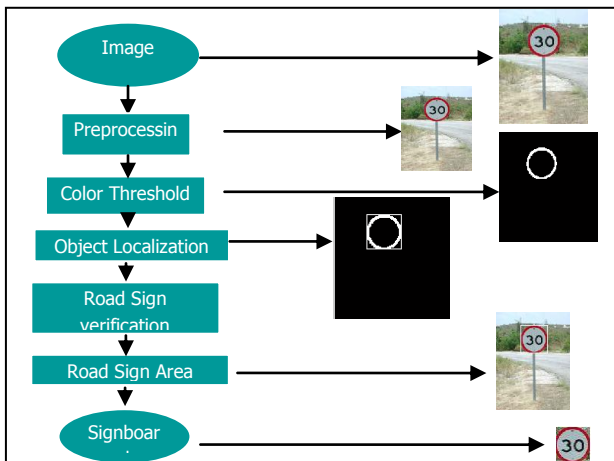 Image
30
Preprocessin
30
Color Threshold
Object Localization
Road Sign
verification
30
Road Sign Area
Signboar
30